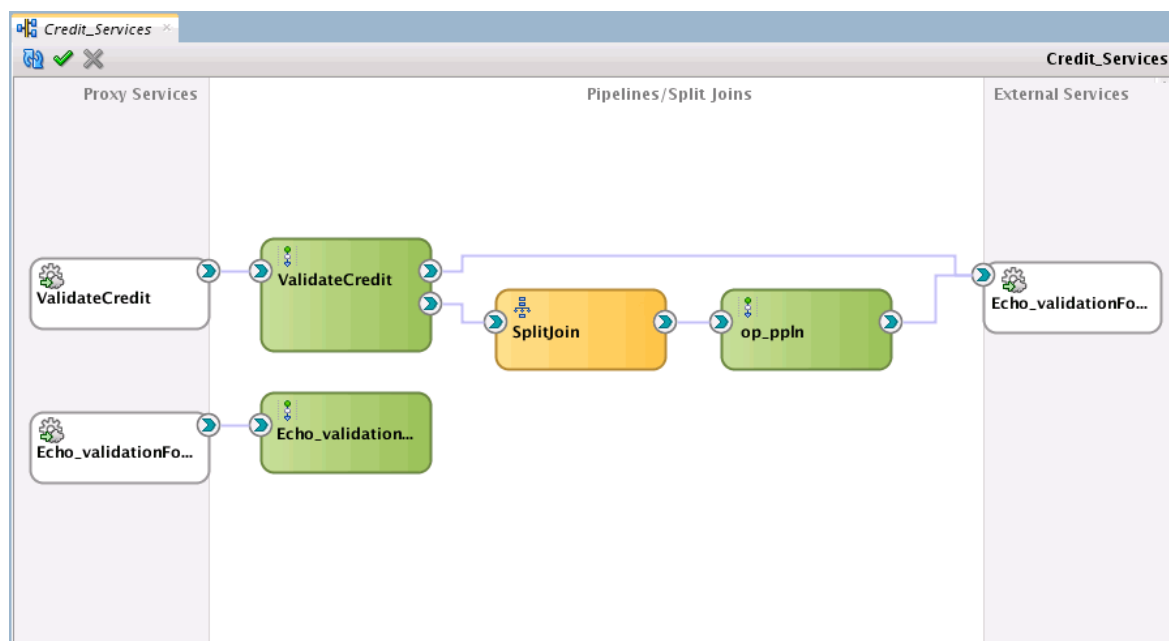 Credit_Services
Credit_Services
Proxy Services
Pipelines/Split Joins
External Services
ValidateCredit
ValidateCredit
SplitJoin
op_ppln
Echo_validationFo...
Echo_validationFo...
Echo_validation...